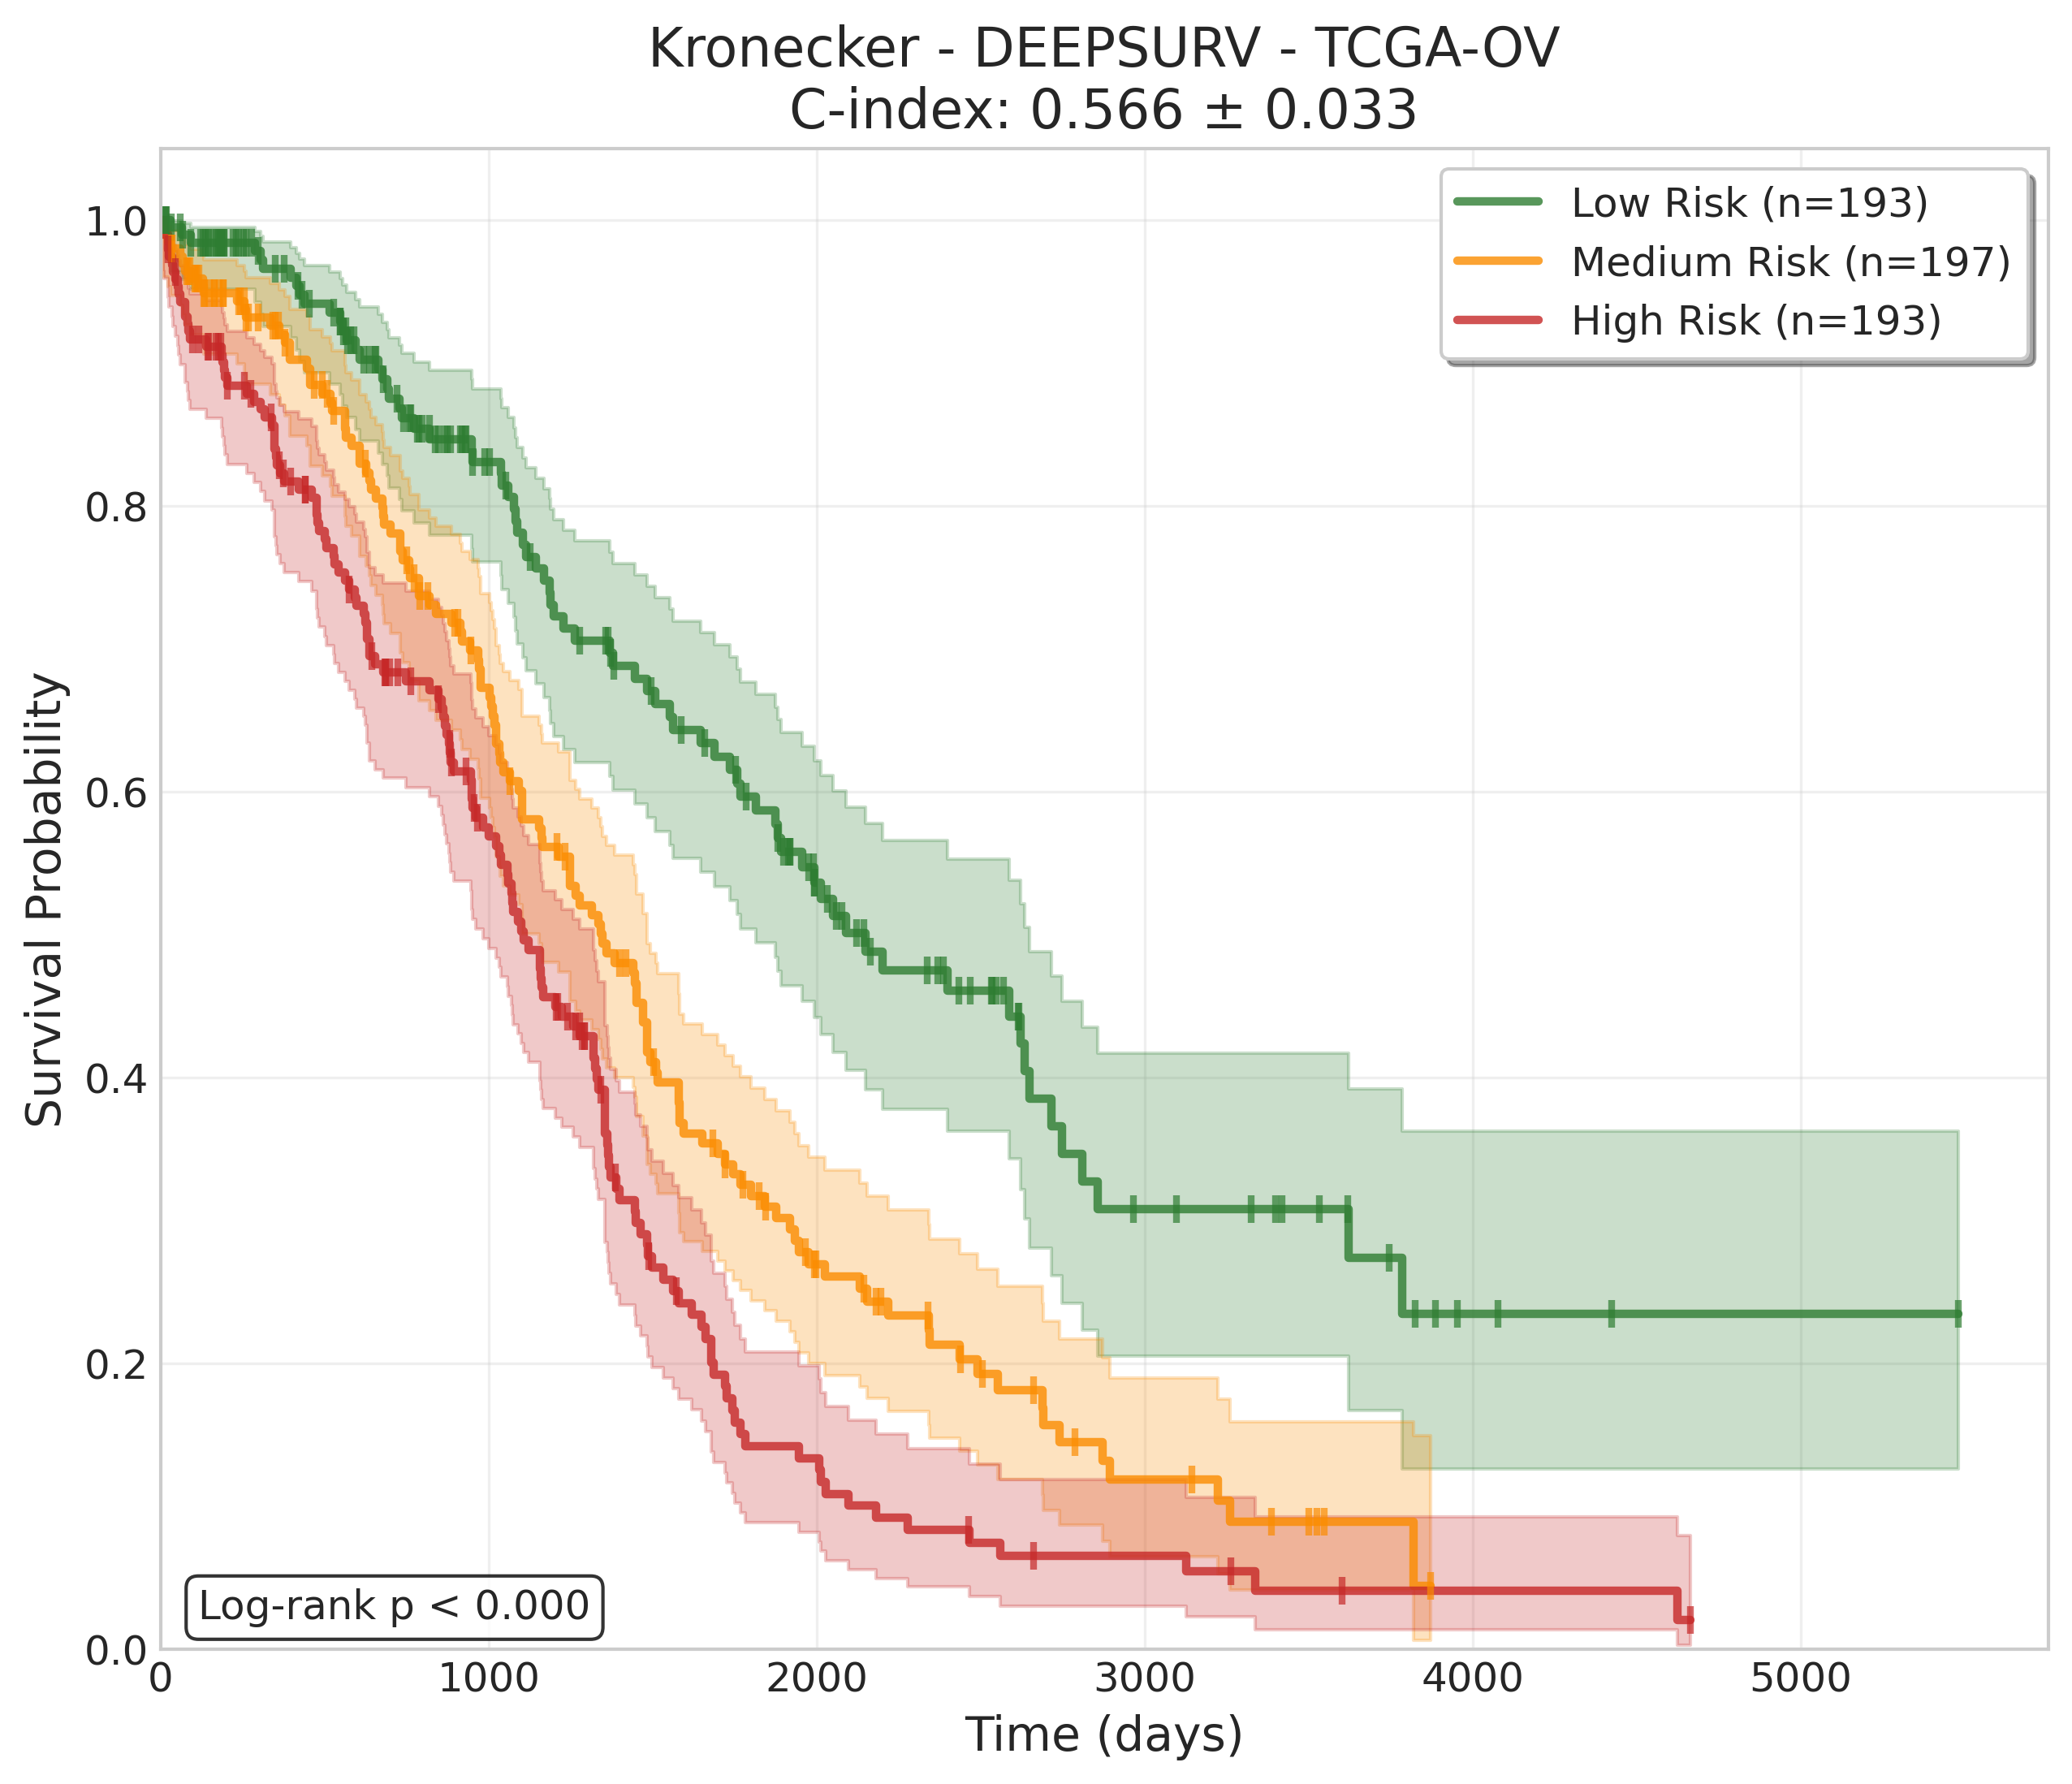 Kronecker - DEEPSURV - TCGA-OV
C-index: 0.566 ± 0.033
Low Risk (n=193)
Medium Risk (n=197)
High Risk (n=193)
Survival Probability
1.0
0.8
0.6
0.4
0.2
0.0
Log-rank p < 0.000
0 1000 2000 3000 4000 5000
Time (days)